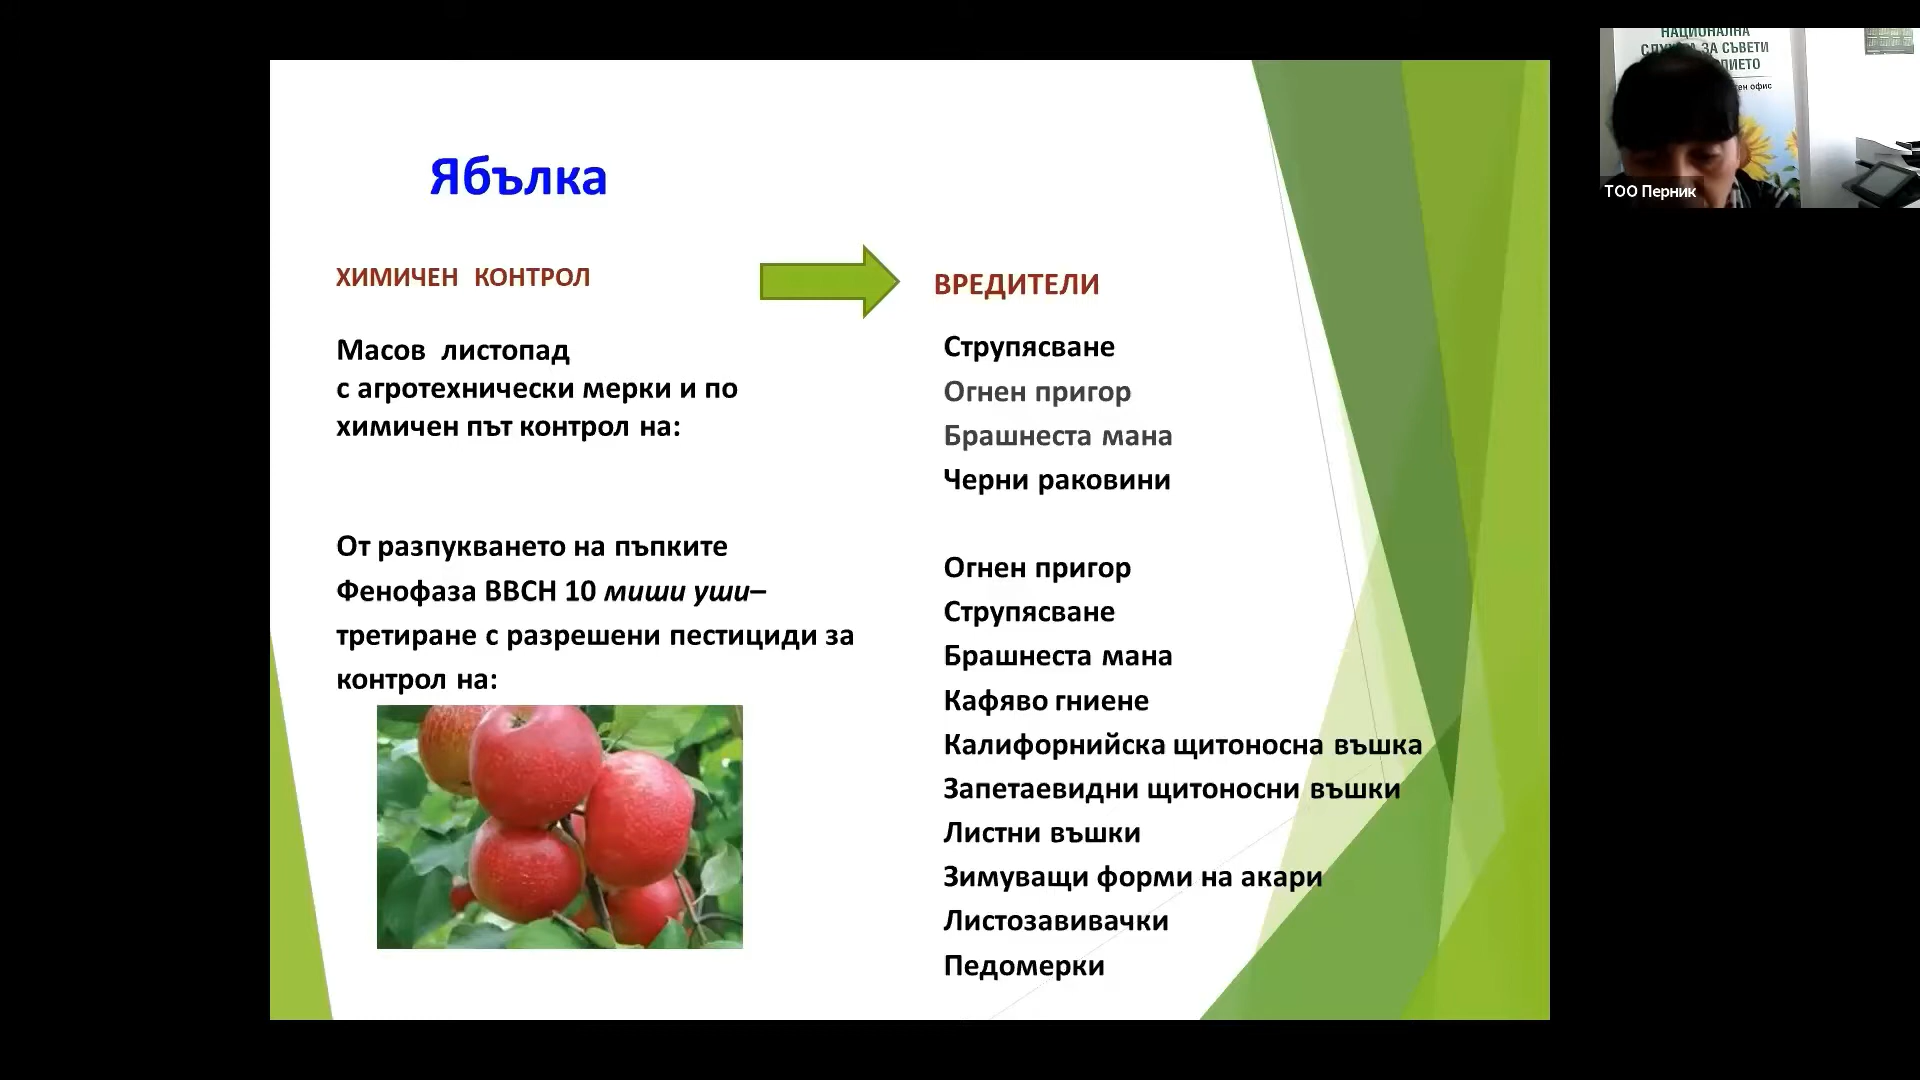 Ябълка
ХИМИЧЕН КОНТРОЛ
Масов листопад
с агротехнически мерки и по
химичен път контрол на:
От разпукването на пъпките
Фенофаза ВВСН 10 миши уши–
третиране с разрешени пестициди за
контрол на:
ВРЕДИТЕЛИ
Струпясване
Огнен пригор
Брашнеста мана
Черни раковини
Огнен пригор
Струпясване
Брашнеста мана
Кафяво гниене
Калифорнийска щитоносна въшка
Запетаевидни щитоносни въшки
Листни въшки
Зимуващи форми на акари
Листозавивачки
Педомерки
НАЦИОНАЛНА
ЗА СЪВЕТИ
офис
ТОО Перник